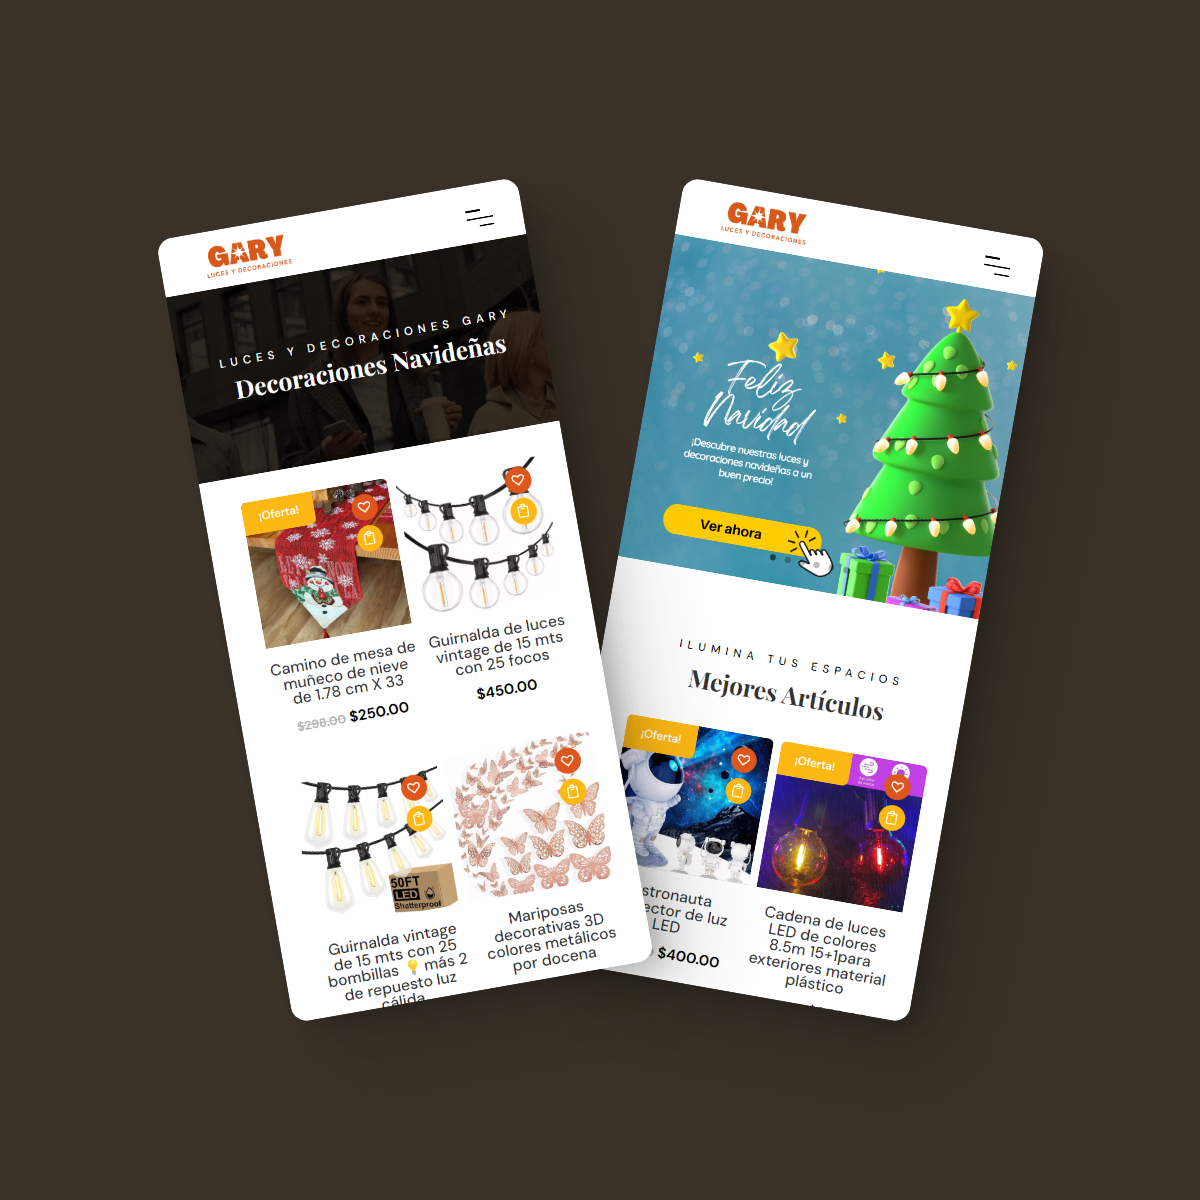 GARY
LUCES Y DECORACIONES
LUCES Y DECORACIONES GARY
Decoraciones Navideñas
¡Oferta!
Camino de mesa de
muñeco de nieve
de 1.78 cm X 33
$298.00 $250.00
Guirnalda de luces
vintage de 15 mts
con 25 focos
$450.00
50FT
LED
Shatterproof
Guirnalda vintage
de 15 mts con 25
bombillas 💡 más 2
de repuesto luz
cálida
Mariposas
decorativas 3D
colores metálicos
por docena
GARY
LUCES Y DECORACIONES
Feliz
Navidad
¡Descubre nuestras luces y
decoraciones navideñas a un
buen precio!
Ver ahora
ILUMINA TUS ESPACIOS
Mejores Artículos
¡Oferta!
stronauta
ector de luz
LED
$400.00
¡Oferta!
Cadena de luces
LED de colores
8.5m 15+1para
exteriores material
plástico